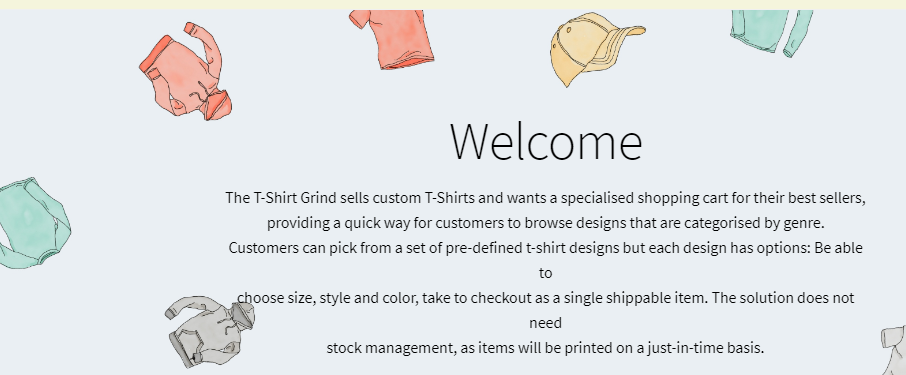 Welcome
The T-Shirt Grind sells custom T-Shirts and wants a specialised shopping cart for their best sellers,
providing a quick way for customers to browse designs that are categorised by genre.
Customers can pick from a set of pre-defined t-shirt designs but each design has options: Be able
to
choose size, style and color, take to checkout as a single shippable item. The solution does not
need
stock management, as items will be printed on a just-in-time basis.